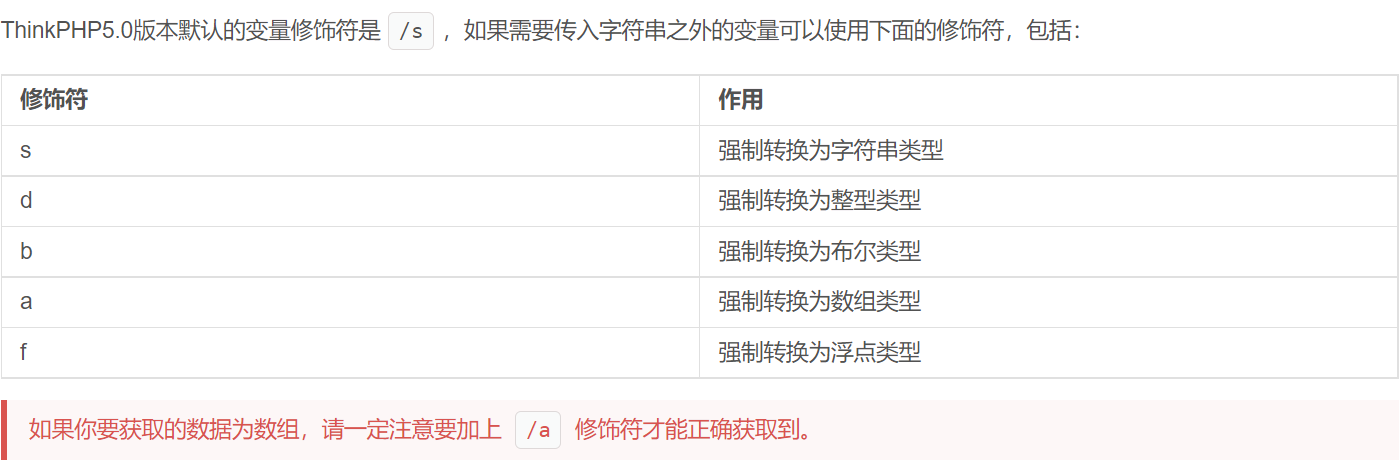 ThinkPHP5.0版本默认的变量修饰符是 /s ，如果需要传入字符串之外的变量可以使用下面的修饰符，包括：
修饰符 作用
s 强制转换为字符串类型
d 强制转换为整型类型
b 强制转换为布尔类型
a 强制转换为数组类型
f 强制转换为浮点类型
如果你要获取的数据为数组，请一定注意要加上 /a 修饰符才能正确获取到。